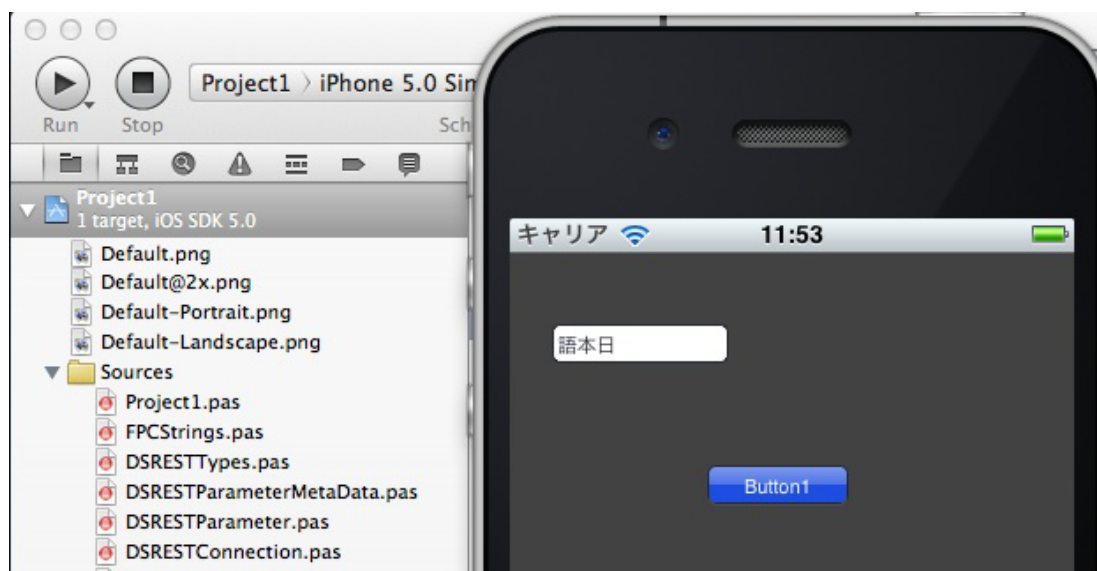 Project1 〉 iPhone 5.0 Sim
Run
Stop
Sch
Project1
1 target, iOS SDK 5.0
Default.png
Default@2x.png
Default-Portrait.png
Default-Landscape.png
Sources
Project1.pas
FPCStrings.pas
DSRESTTypes.pas
DSRESTParameterMetaData.pas
DSRESTParameter.pas
DSRESTConnection.pas
キャリア
11:53
語本日
Button1